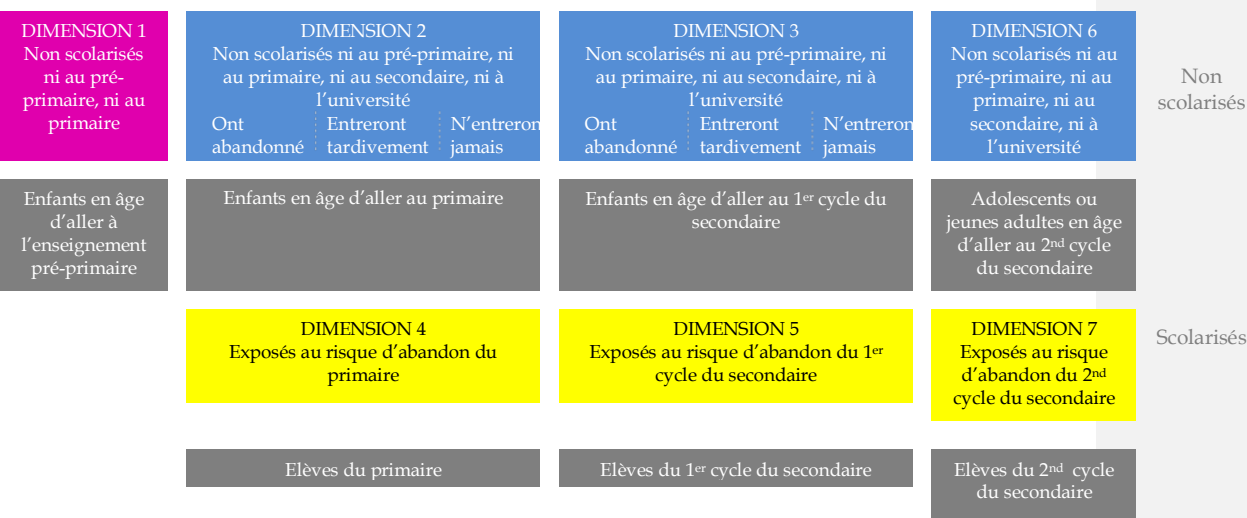 DIMENSION 1
Non scolarisés
ni au pré-
primaire, ni au
primaire
DIMENSION 2
Non scolarisés ni au pré-primaire, ni
au primaire, ni au secondaire, ni à
l’université
Ont
abandonné
Entreront
tardivement
N’entreron
jamais
DIMENSION 3
Non scolarisés ni au pré-primaire, ni
au primaire, ni au secondaire, ni à
l’université
Ont
abandonné
Entreront
tardivement
N’entreron
jamais
DIMENSION 6
Non scolarisés ni au
pré-primaire, ni au
primaire, ni au
secondaire, ni à
l’université
Non
scolarisés
Enfants en âge
d’aller à
l’enseignement
pré-primaire
Enfants en âge d’aller au primaire
Enfants en âge d’aller au 1er cycle du
secondaire
Adolescents ou
jeunes adultes en âge
d’aller au 2nd cycle
du secondaire
DIMENSION 4
Exposés au risque d’abandon du
primaire
DIMENSION 5
Exposés au risque d’abandon du 1er
cycle du secondaire
DIMENSION 7
Exposés au risque
d’abandon du 2nd
cycle du secondaire
Scolarisés
Elèves du primaire
Elèves du 1er cycle du secondaire
Elèves du 2nd cycle
du secondaire